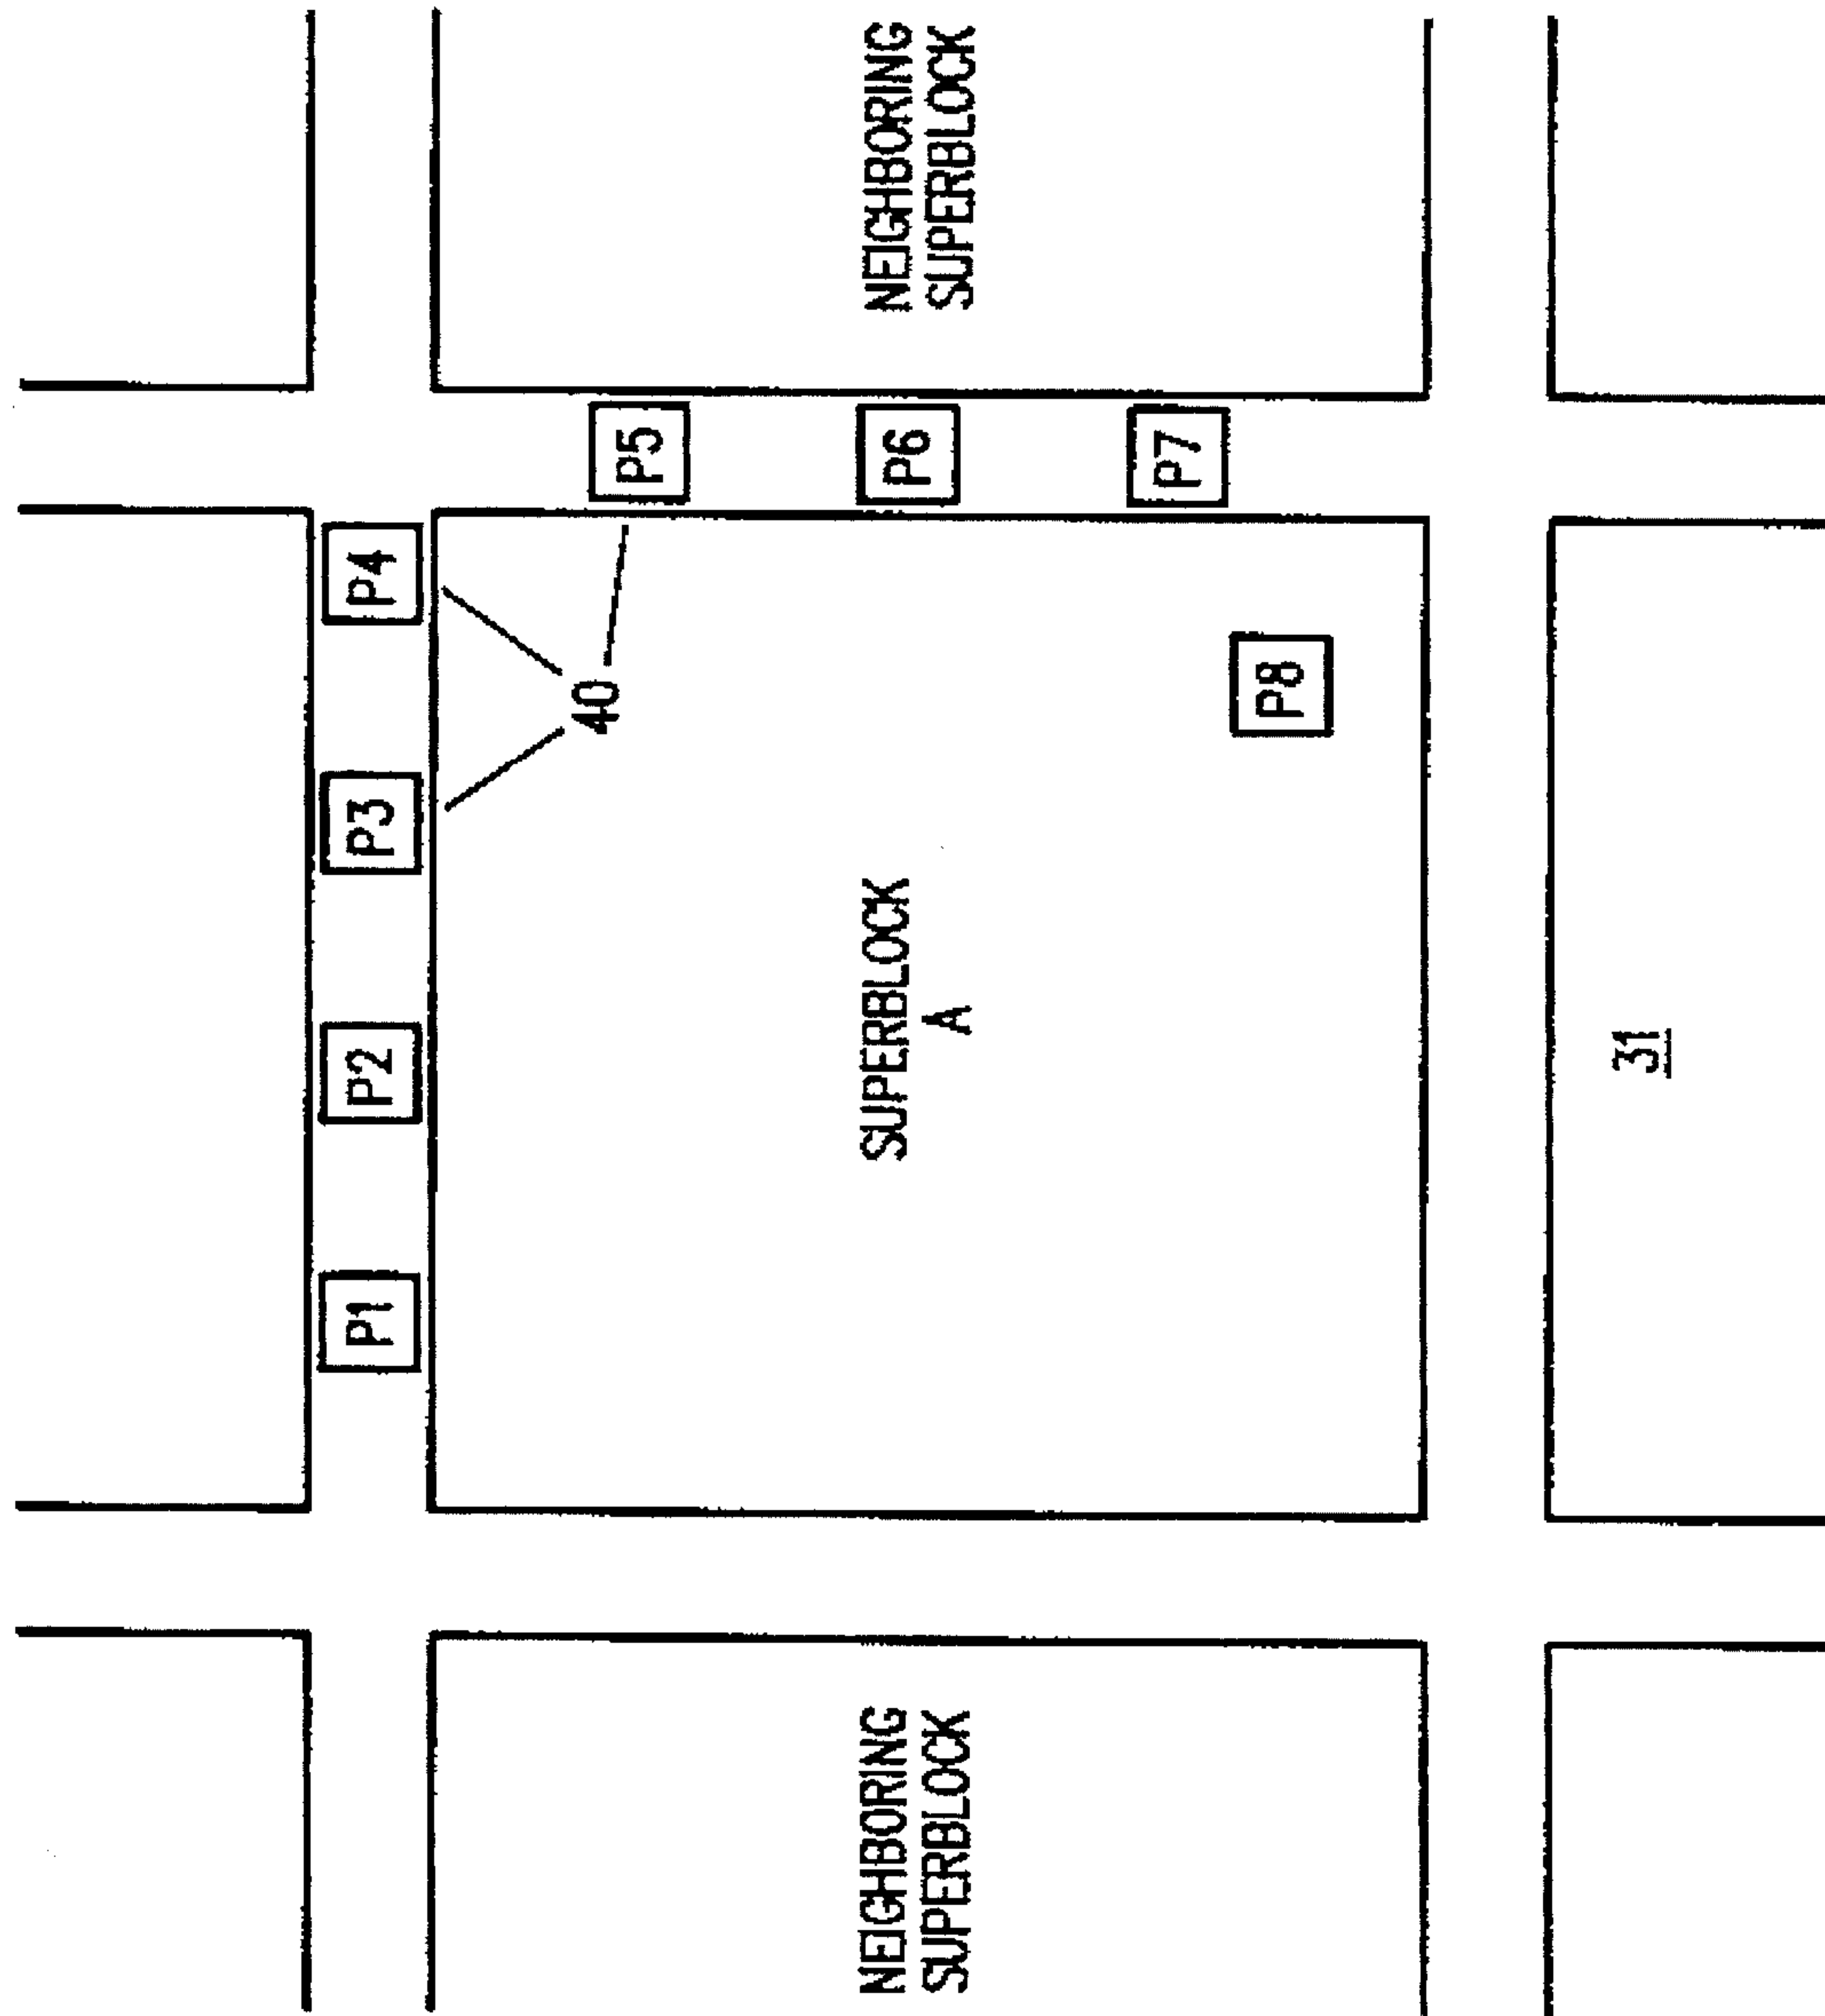 P1
P2
P3
P4
40
P5
NEIGHBORING
SUPERBLOCK
SUPERBLOCK
A
P6
NEIGHBORING
SUPERBLOCK
P7
P8
31